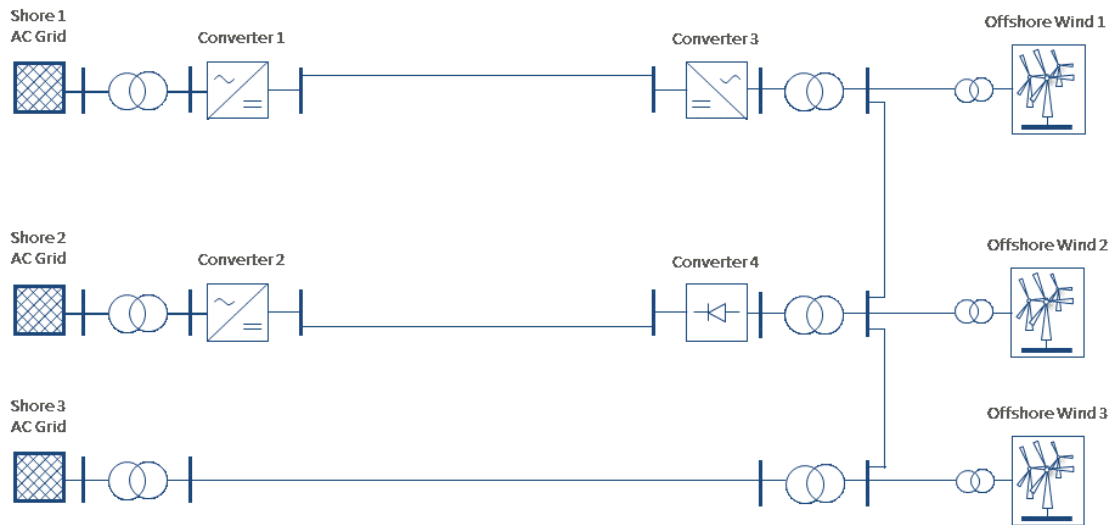 Shore 1
AC Grid
Converter 1
Converter 3
Offshore Wind 1
Shore 2
AC Grid
Converter 2
Converter 4
Offshore Wind 2
Shore 3
AC Grid
Offshore Wind 3